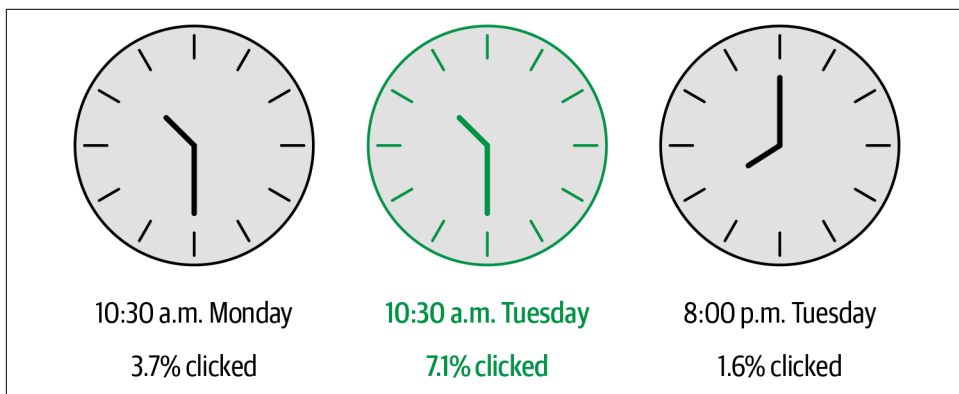 10:30 a.m. Monday
3.7% clicked
10:30 a.m. Tuesday
7.1% clicked
8:00 p.m. Tuesday
1.6% clicked